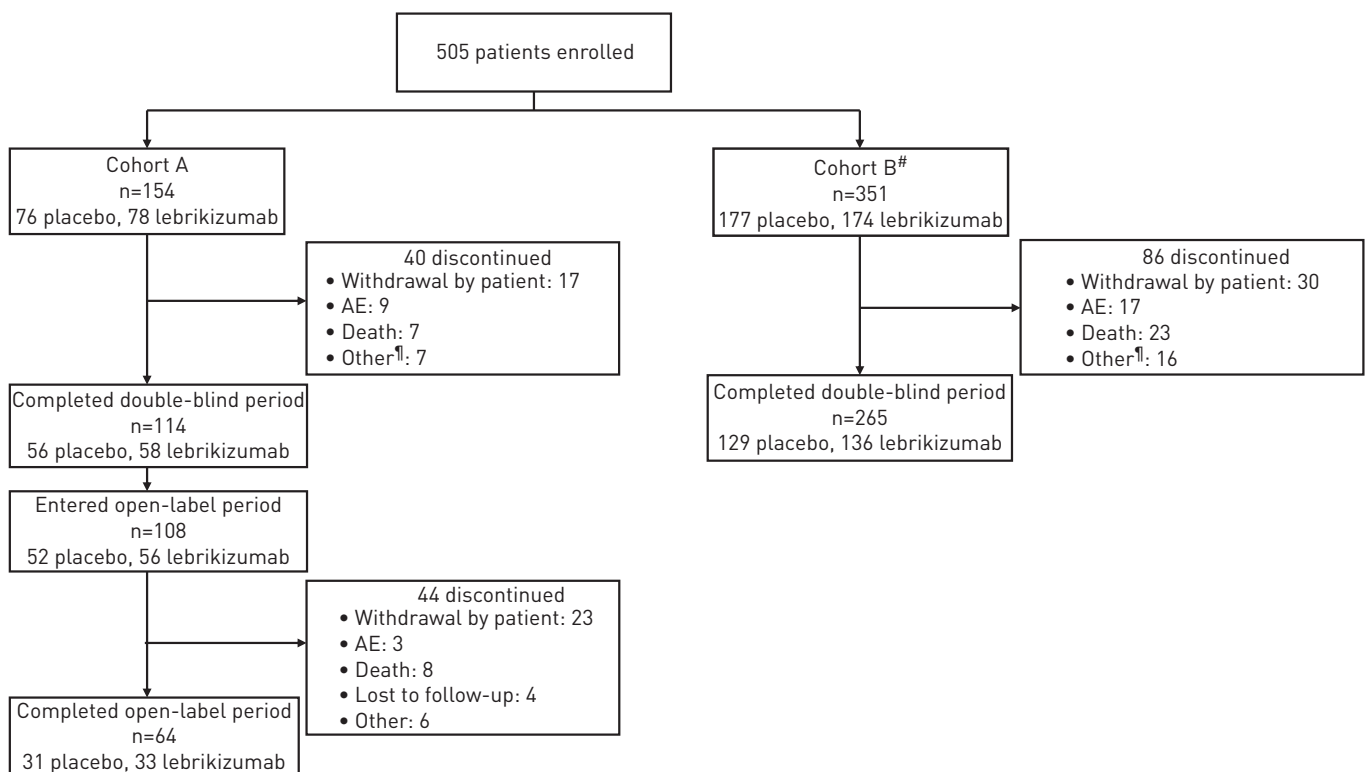 505 patients enrolled
Cohort A
n=154
76 placebo, 78 lebrikizumab
Cohort B#
n=351
177 placebo, 174 lebrikizumab
40 discontinued
• Withdrawal by patient: 17
• AE: 9
• Death: 7
• Other¶: 7
86 discontinued
• Withdrawal by patient: 30
• AE: 17
• Death: 23
• Other¶: 16
Completed double-blind period
n=114
56 placebo, 58 lebrikizumab
Completed double-blind period
n=265
129 placebo, 136 lebrikizumab
Entered open-label period
n=108
52 placebo, 56 lebrikizumab
44 discontinued
• Withdrawal by patient: 23
• AE: 3
• Death: 8
• Lost to follow-up: 4
• Other: 6
Completed open-label period
n=64
31 placebo, 33 lebrikizumab